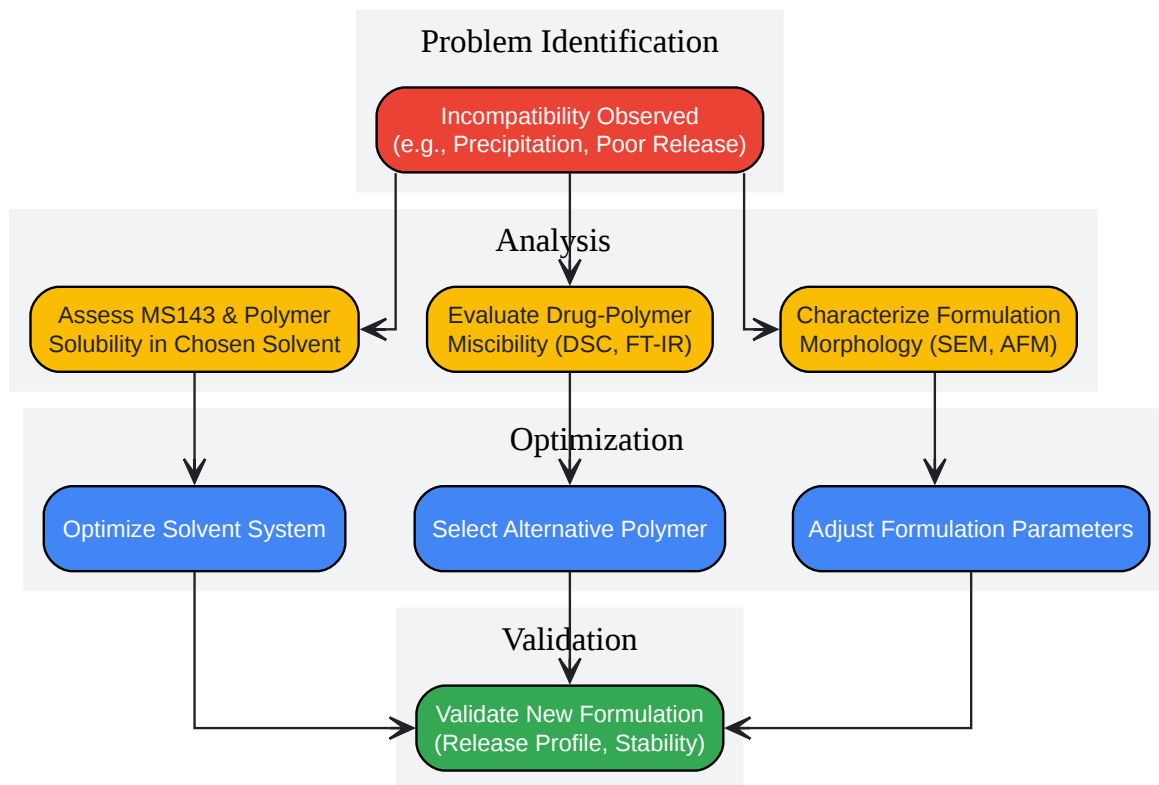 Problem Identification
Incompatibility Observed
(e.g., Precipitation, Poor Release)
Analysis
Assess MS143 & Polymer
Solubility in Chosen Solvent
Evaluate Drug-Polymer
Miscibility (DSC, FT-IR)
Characterize Formulation
Morphology (SEM, AFM)
Optimization
Optimize Solvent System
Select Alternative Polymer
Adjust Formulation Parameters
Validation
Validate New Formulation
(Release Profile, Stability)